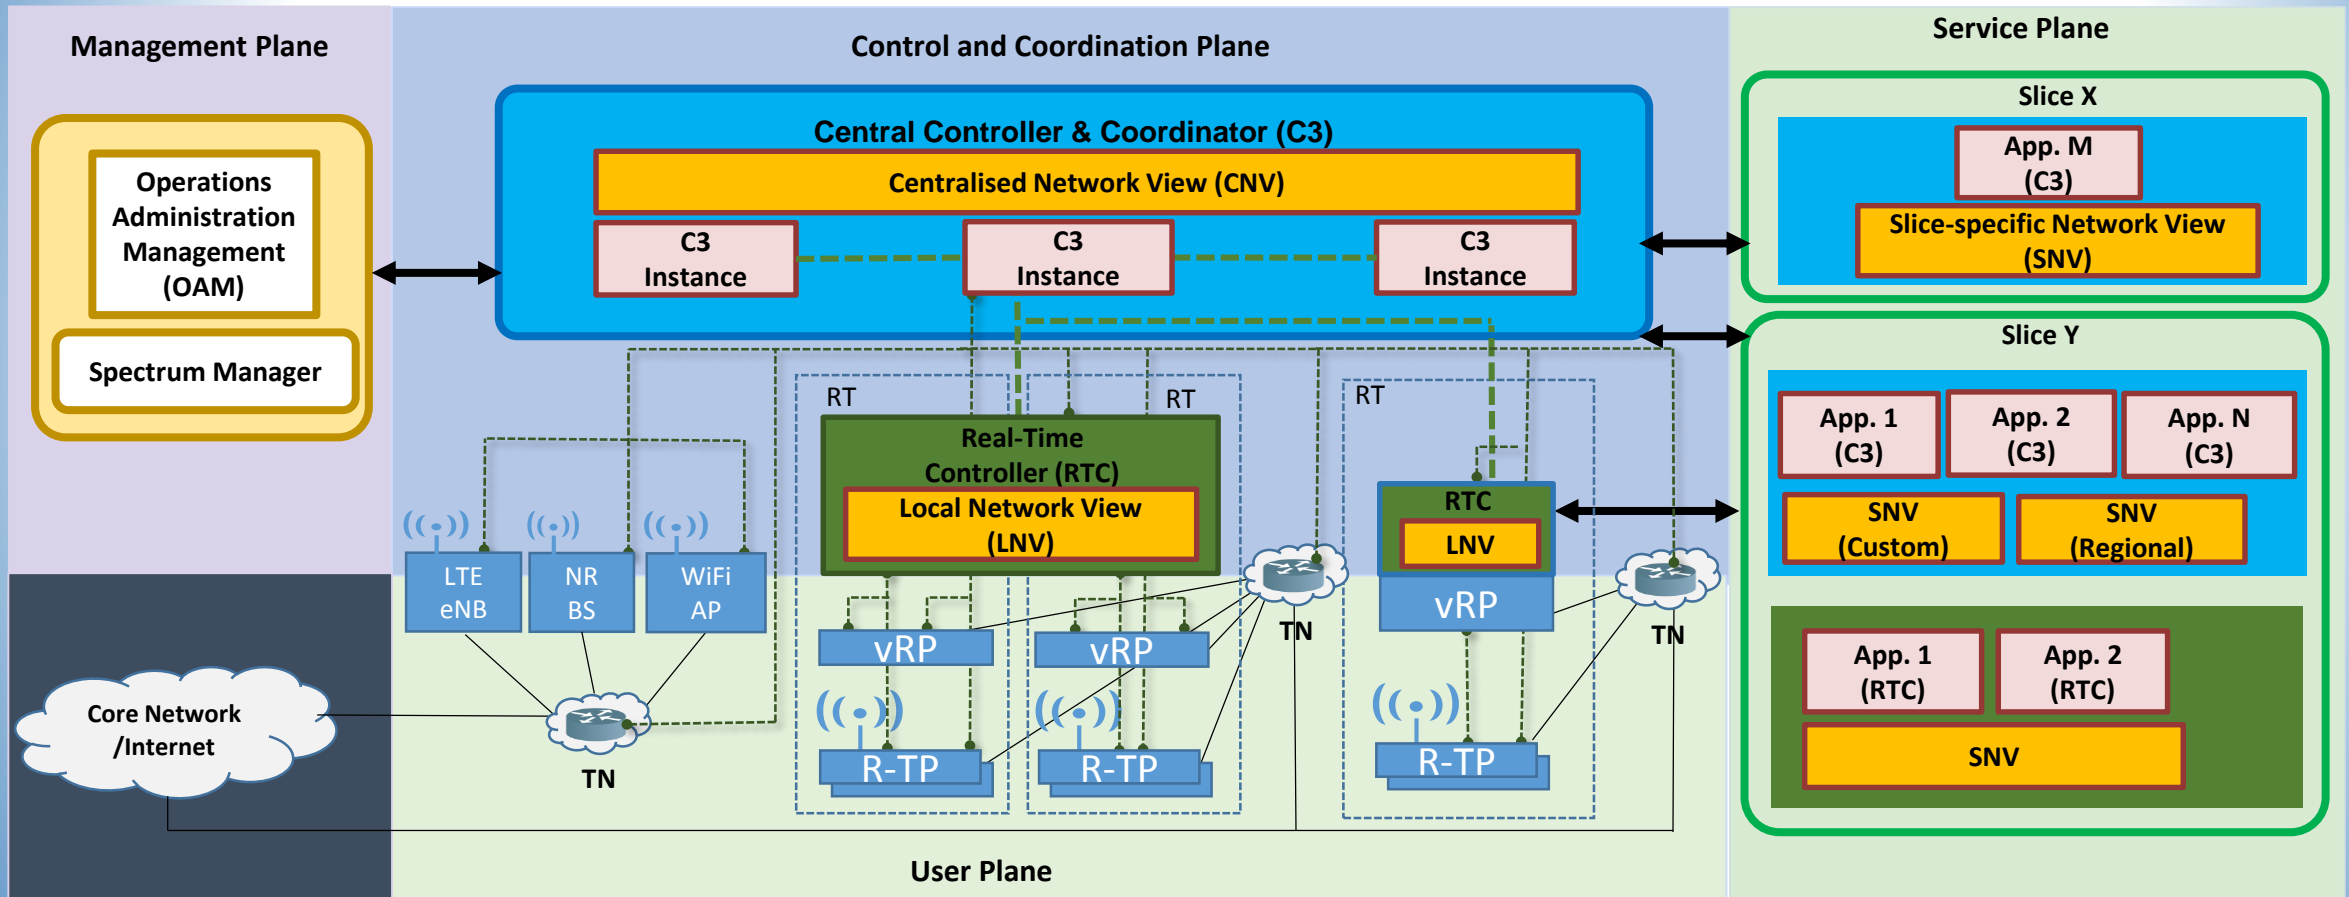 Management Plane
Control and Coordination Plane
Service Plane
Operations
Administration
Management
(OAM)
Spectrum Manager
Central Controller & Coordinator (C3)
Centralised Network View (CNV)
C3
Instance
C3
Instance
C3
Instance
Slice X
App. M
(C3)
Slice-specific Network View
(SNV)
Slice Y
App. 1
(C3)
App. 2
(C3)
App. N
(C3)
SNV
(Custom)
SNV
(Regional)
App. 1
(RTC)
App. 2
(RTC)
SNV
RT
RT
RT
Real-Time
Controller (RTC)
Local Network View
(LNV)
RTC
LNV
LTE
eNB
NR
BS
WiFi
AP
vRP
vRP
vRP
TN
TN
TN
R-TP
R-TP
R-TP
Core Network
/Internet
User Plane